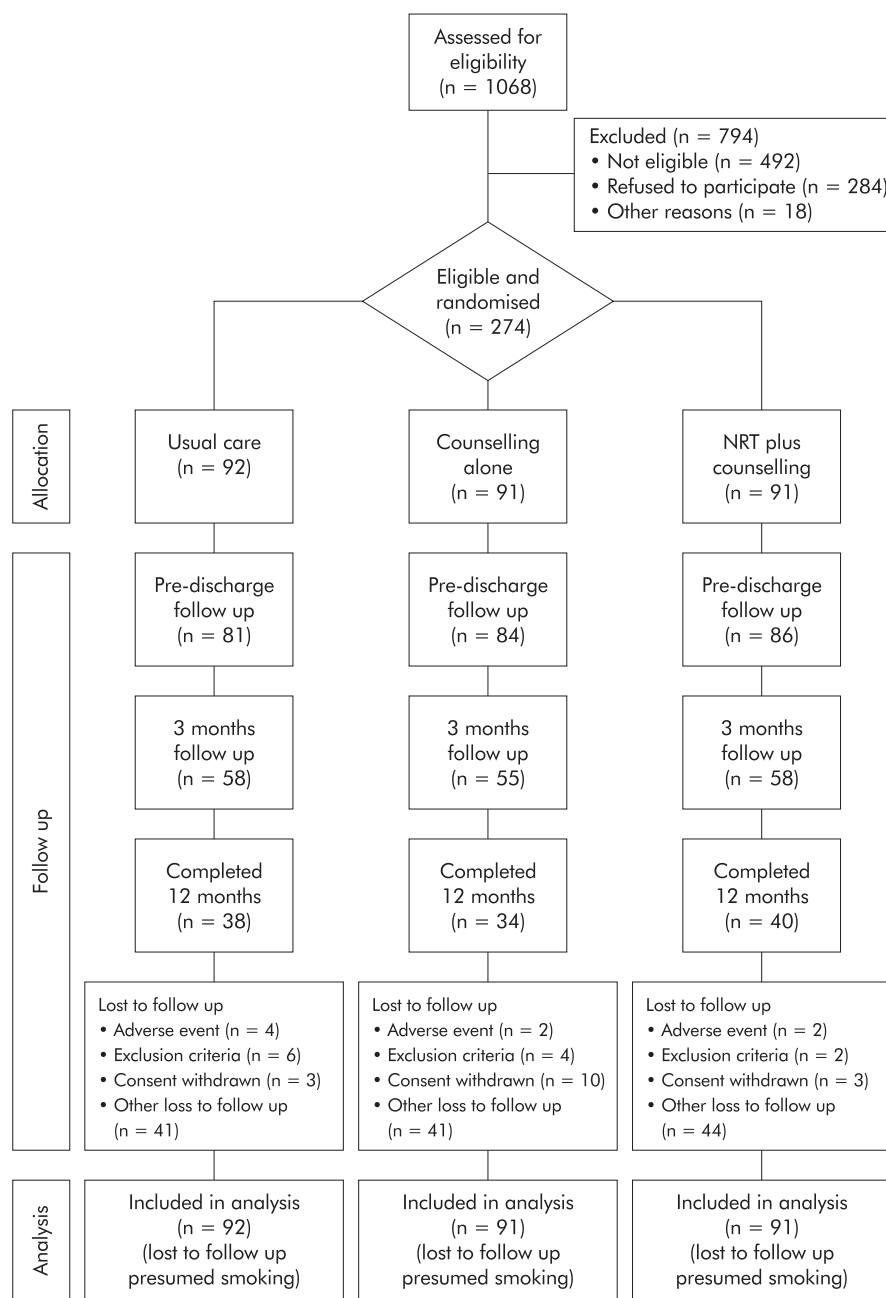 Assessed for
eligibility
(n = 1068)
Excluded (n = 794)
• Not eligible (n = 492)
• Refused to participate (n = 284)
• Other reasons (n = 18)
Eligible and
randomised
(n = 274)
Allocation
Usual care
(n = 92)
Counselling
alone
(n = 91)
NRT plus
counselling
(n = 91)
Follow up
Pre-discharge
follow up
(n = 81)
Pre-discharge
follow up
(n = 84)
Pre-discharge
follow up
(n = 86)
3 months
follow up
(n = 58)
3 months
follow up
(n = 55)
3 months
follow up
(n = 58)
Completed
12 months
(n = 38)
Completed
12 months
(n = 34)
Completed
12 months
(n = 40)
Lost to follow up
• Adverse event (n = 4)
• Exclusion criteria (n = 6)
• Consent withdrawn (n = 3)
• Other loss to follow up
(n = 41)
Lost to follow up
• Adverse event (n = 2)
• Exclusion criteria (n = 4)
• Consent withdrawn (n = 10)
• Other loss to follow up
(n = 41)
Lost to follow up
• Adverse event (n = 2)
• Exclusion criteria (n = 2)
• Consent withdrawn (n = 3)
• Other loss to follow up
(n = 44)
Analysis
Included in analysis
(n = 92)
(lost to follow up
presumed smoking)
Included in analysis
(n = 91)
(lost to follow up
presumed smoking)
Included in analysis
(n = 91)
(lost to follow up
presumed smoking)